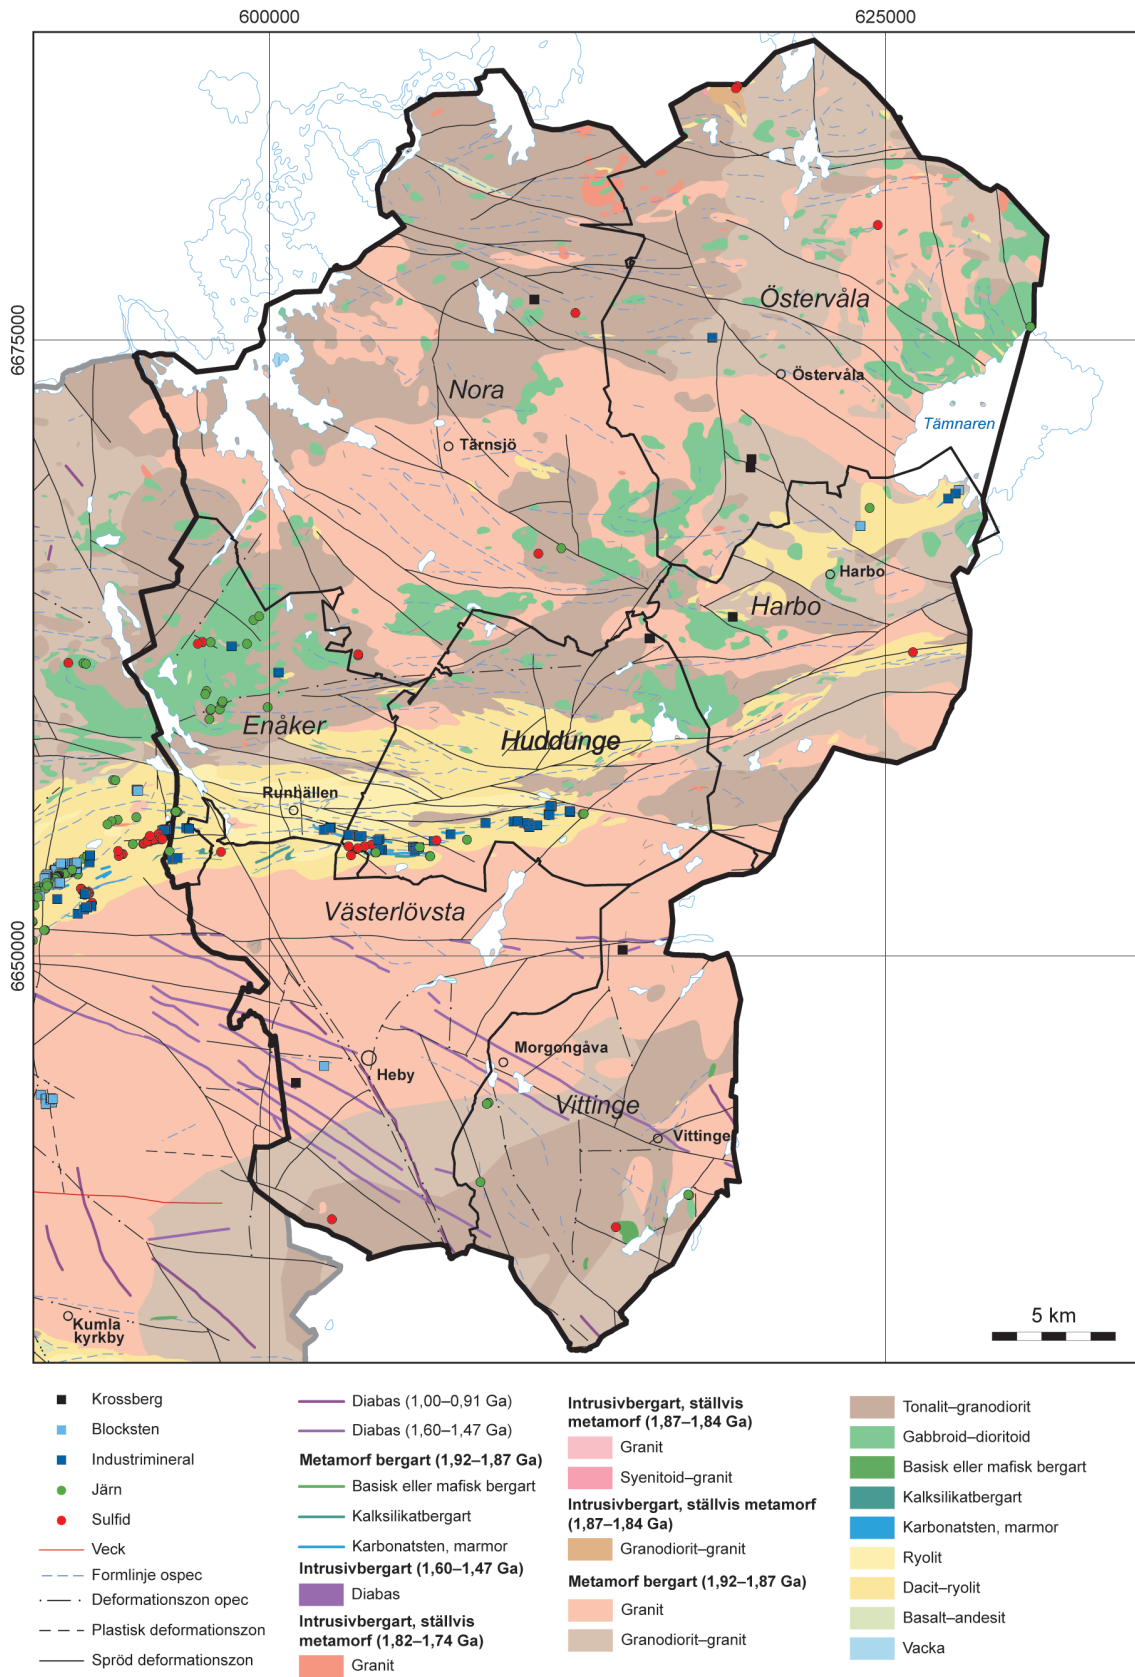 600000
625000
6675000
6650000
Östervåla
Östervåla
Nora
Tämnaren
Tärnsjö
Harbo
Harbo
Enåker
Huddunge
Runhällen
Västerlövsta
Morgongåva
Heby
Vittinge
Vittinge
Kumla
kyrkby
5 km
Krossberg
Blocksten
Industrimineral
Järn
Sulfid
Veck
Formlinje ospec
Deformationszon opec
Plastisk deformationszon
Spröd deformationszon
Diabas (1,00–0,91 Ga)
Diabas (1,60–1,47 Ga)
Metamorf bergart (1,92–1,87 Ga)
Basisk eller mafisk bergart
Kalksilikatbergart
Karbonatsten, marmor
Intrusivbergart (1,60–1,47 Ga)
Diabas
Intrusivbergart, ställvis
metamorf (1,82–1,74 Ga)
Granit
Intrusivbergart, ställvis
metamorf (1,87–1,84 Ga)
Granit
Syenitoid–granit
Intrusivbergart, ställvis metamorf
(1,87–1,84 Ga)
Granodiorit–granit
Metamorf bergart (1,92–1,87 Ga)
Granit
Granodiorit–granit
Tonalit–granodiorit
Gabbroid–dioritoid
Basisk eller mafisk bergart
Kalksilikatbergart
Karbonatsten, marmor
Ryolit
Dacit–ryolit
Basalt–andesit
Vacka